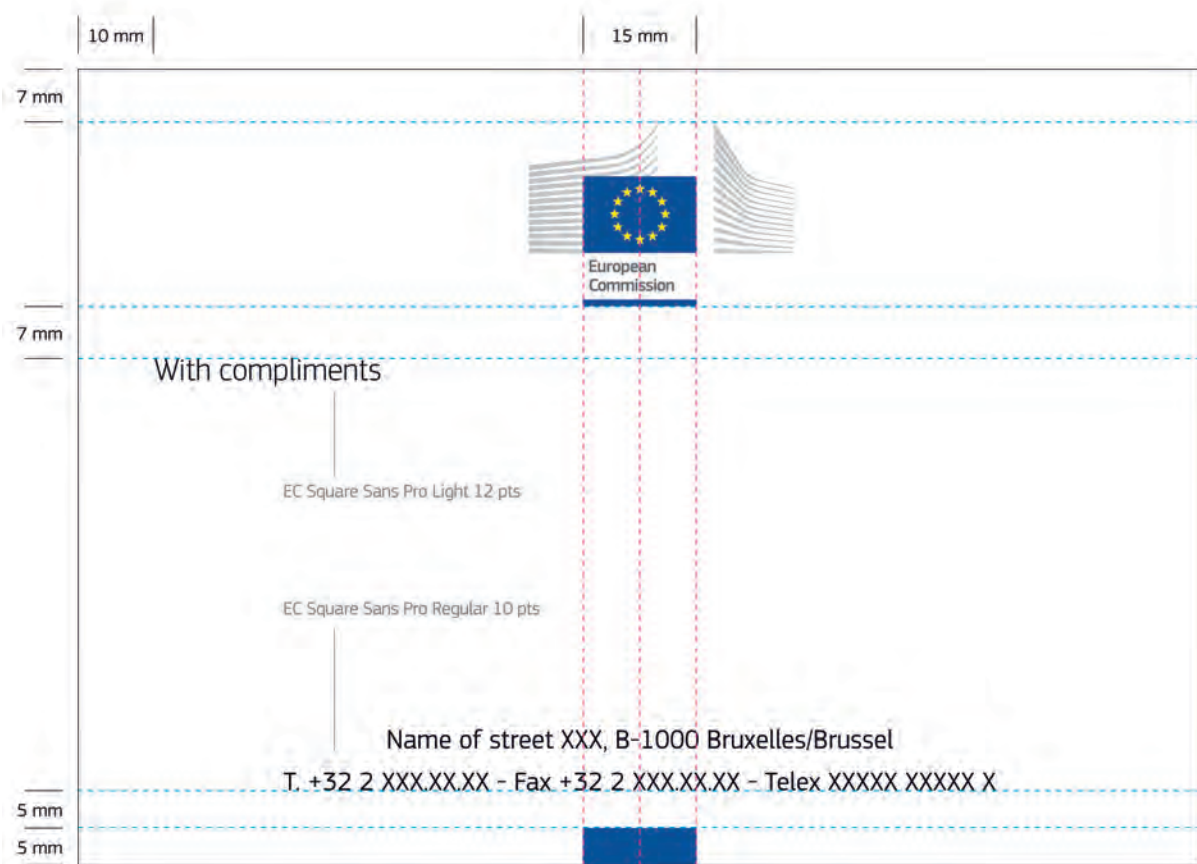 10 mm
15 mm
7 mm
European
Commission
7 mm
With compliments
EC Square Sans Pro Light 12 pts
EC Square Sans Pro Regular 10 pts
Name of street XXX, B-1000 Bruxelles/Brussel
T. +32 2 XXX.XX.XX - Fax +32 2 XXX.XX.XX - Telex XXXXX XXXXX X
5 mm
5 mm